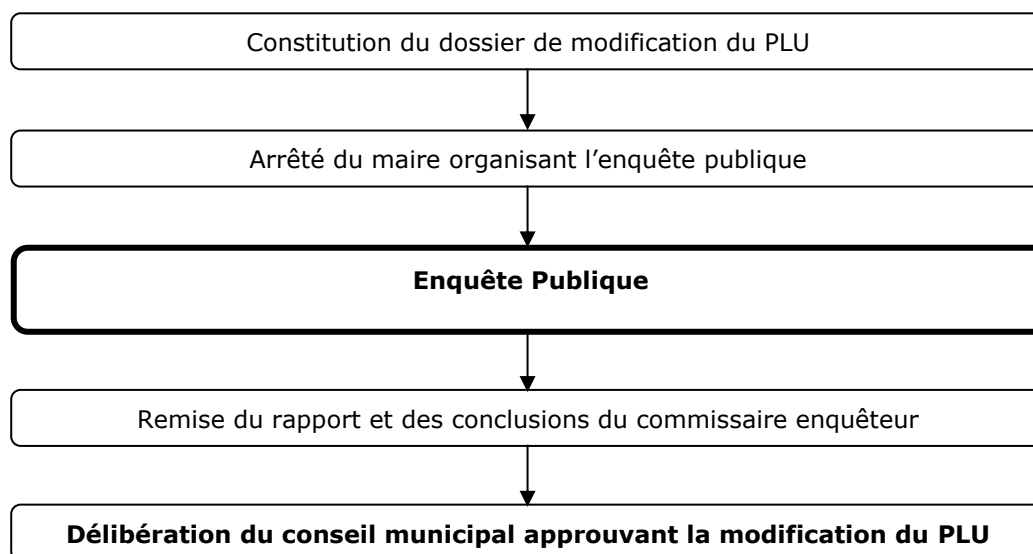 Constitution du dossier de modification du PLU
Arrêté du maire organisant l’enquête publique
Enquête Publique
Remise du rapport et des conclusions du commissaire enquêteur
Délibération du conseil municipal approuvant la modification du PLU